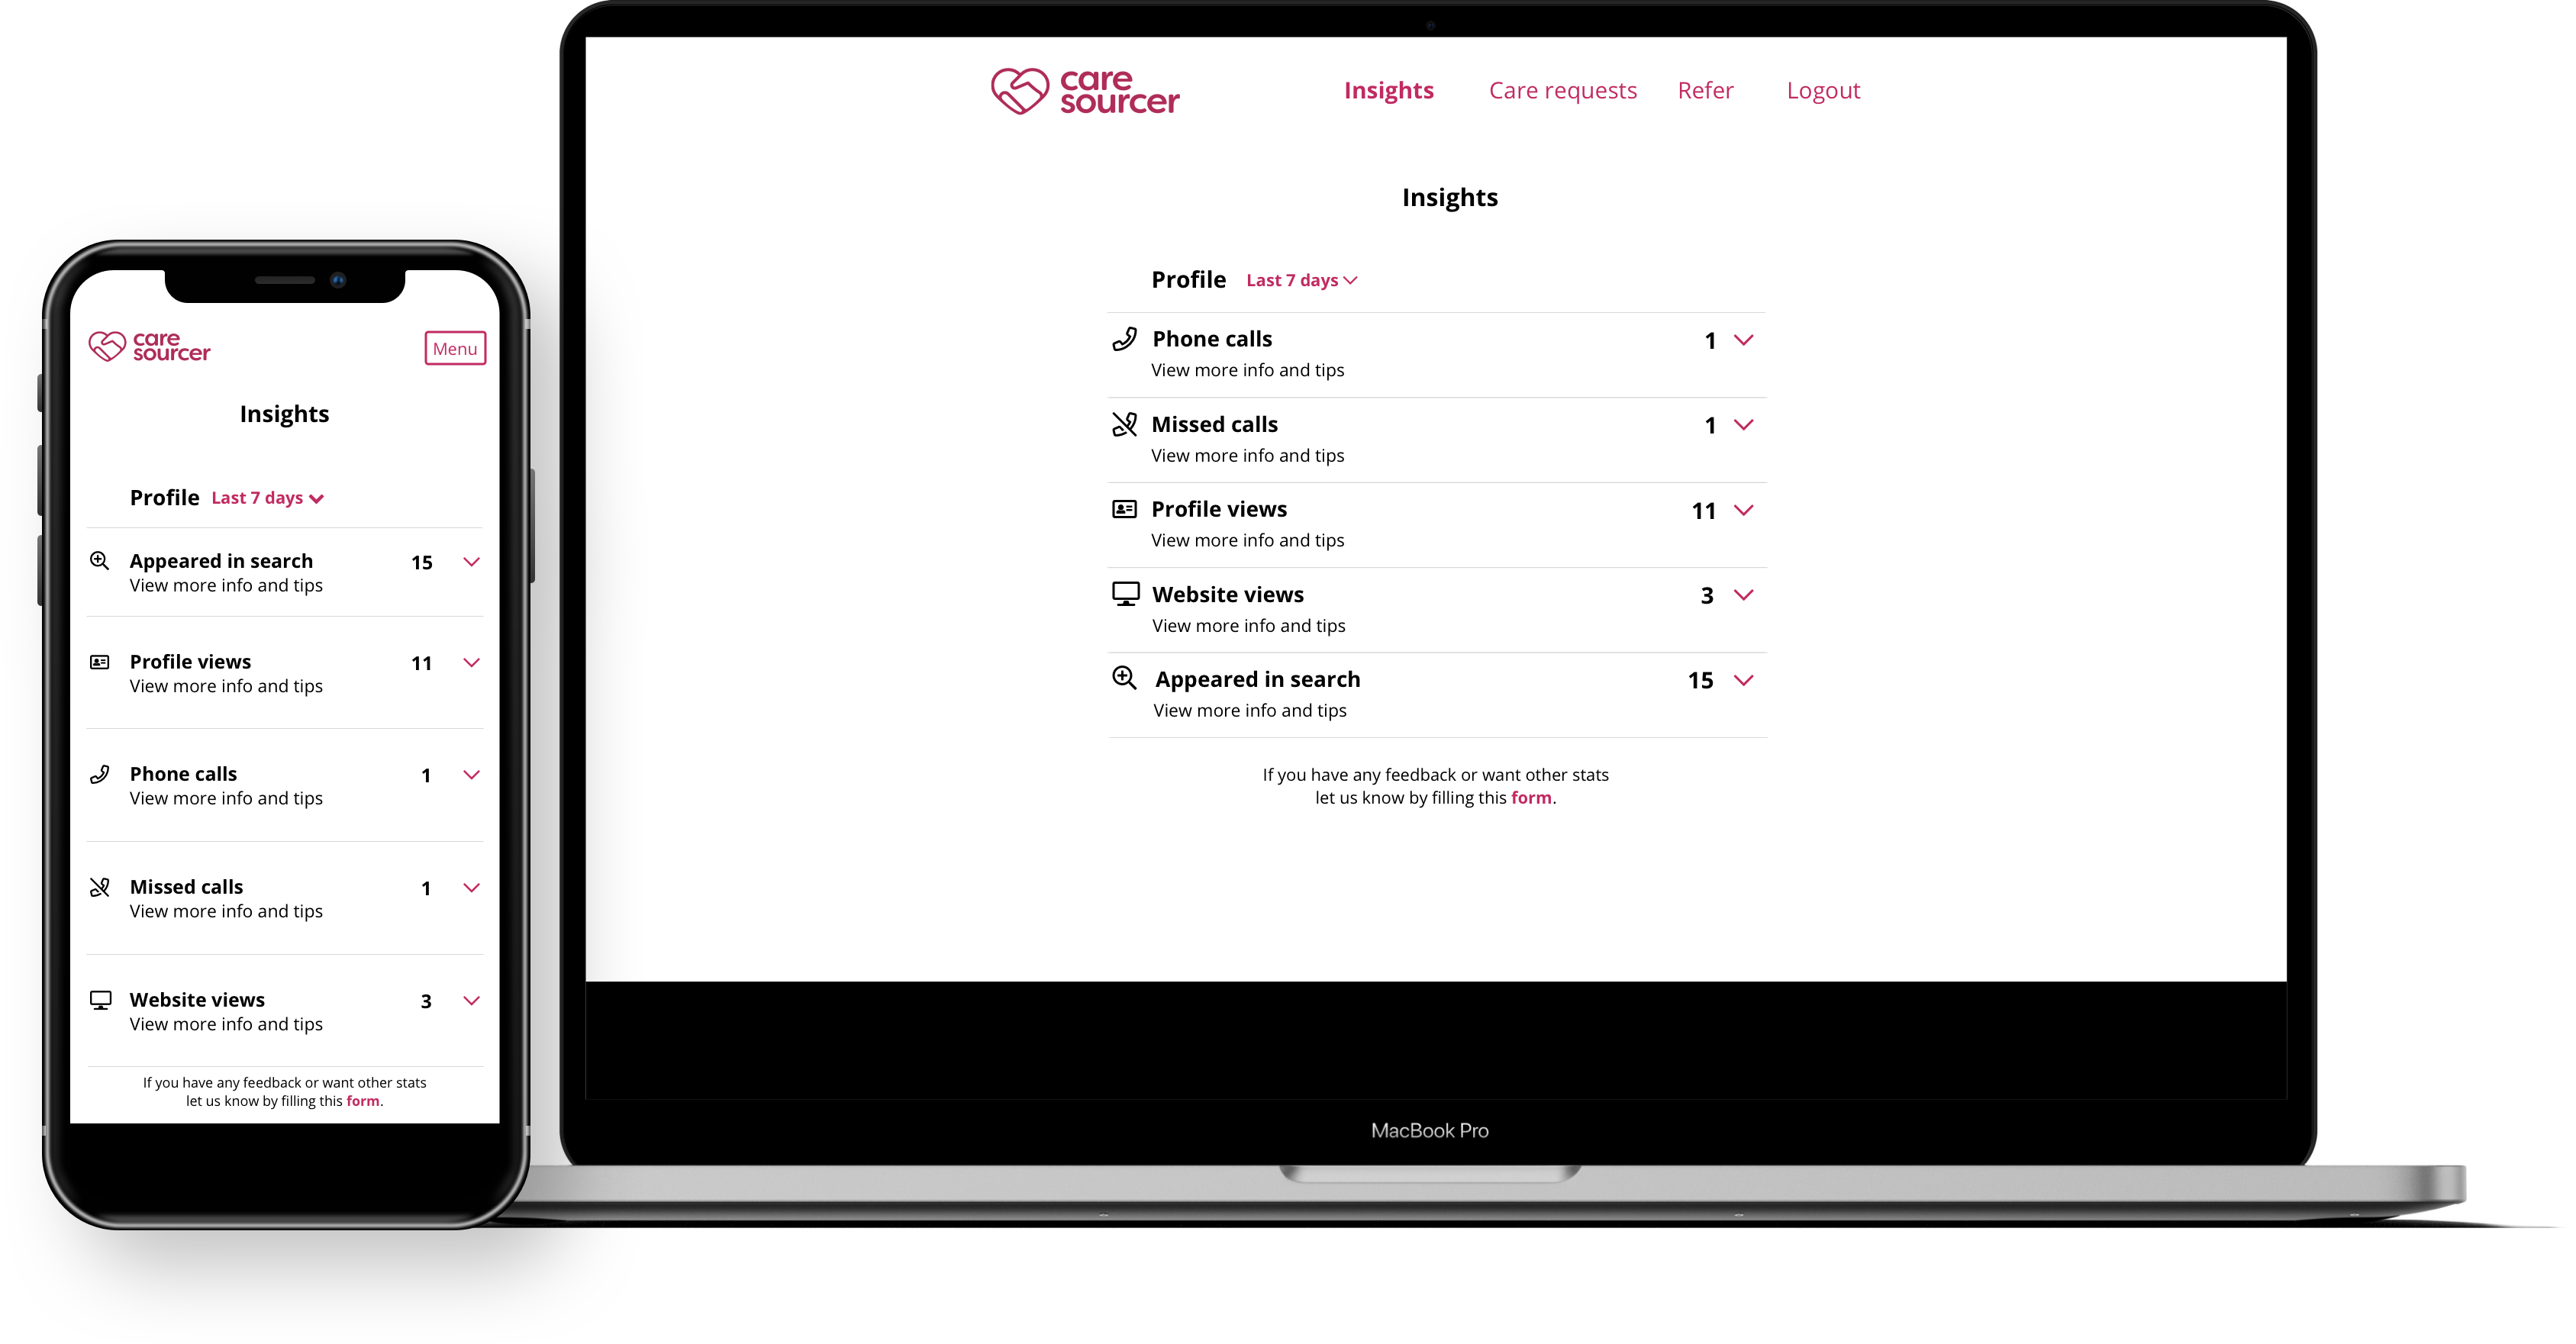 care
sourcer
Menu
Insights
Profile Last 7 days
Appeared in search 15
View more info and tips
Profile views 11
View more info and tips
Phone calls 1
View more info and tips
Missed calls 1
View more info and tips
Website views 3
View more info and tips
If you have any feedback or want other stats
let us know by filling this form.
care
sourcer
Insights Care requests Refer Logout
Insights
Profile Last 7 days
Phone calls 1
View more info and tips
Missed calls 1
View more info and tips
Profile views 11
View more info and tips
Website views 3
View more info and tips
Appeared in search 15
View more info and tips
If you have any feedback or want other stats
let us know by filling this form.
MacBook Pro